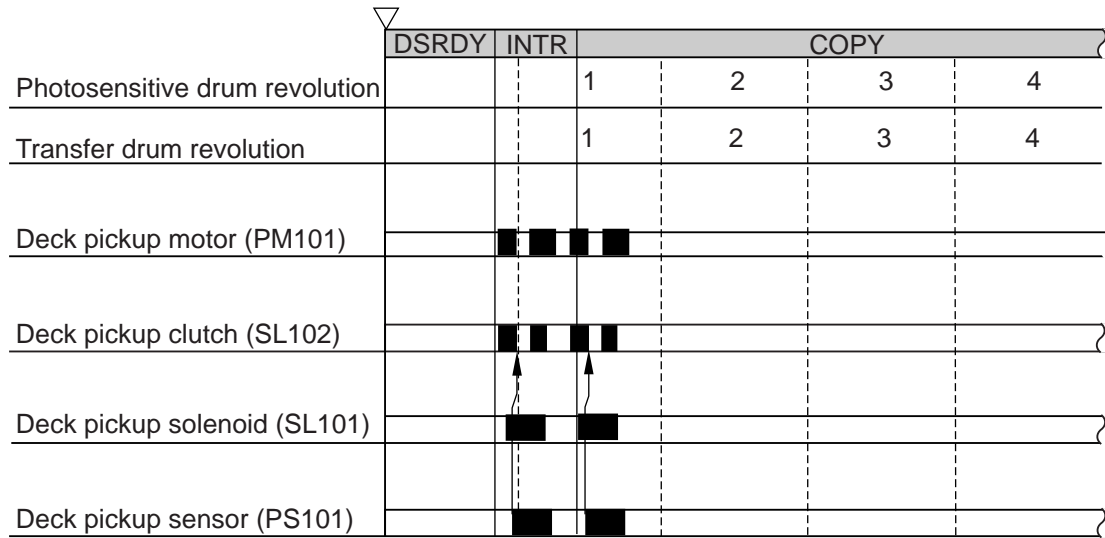 DSRDY INTR COPY
Photosensitive drum revolution 1 2 3 4
Transfer drum revolution 1 2 3 4
Deck pickup motor (PM101)
Deck pickup clutch (SL102)
Deck pickup solenoid (SL101)
Deck pickup sensor (PS101)